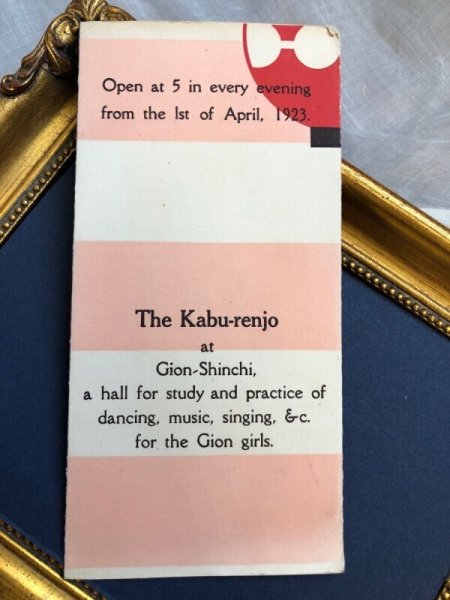 Open at 5 in every evening
from the 1st of April, 1923.
The Kabu-renjo
at
Gion-Shinchi,
a hall for study and practice of
dancing, music, singing, &c.
for the Gion girls.